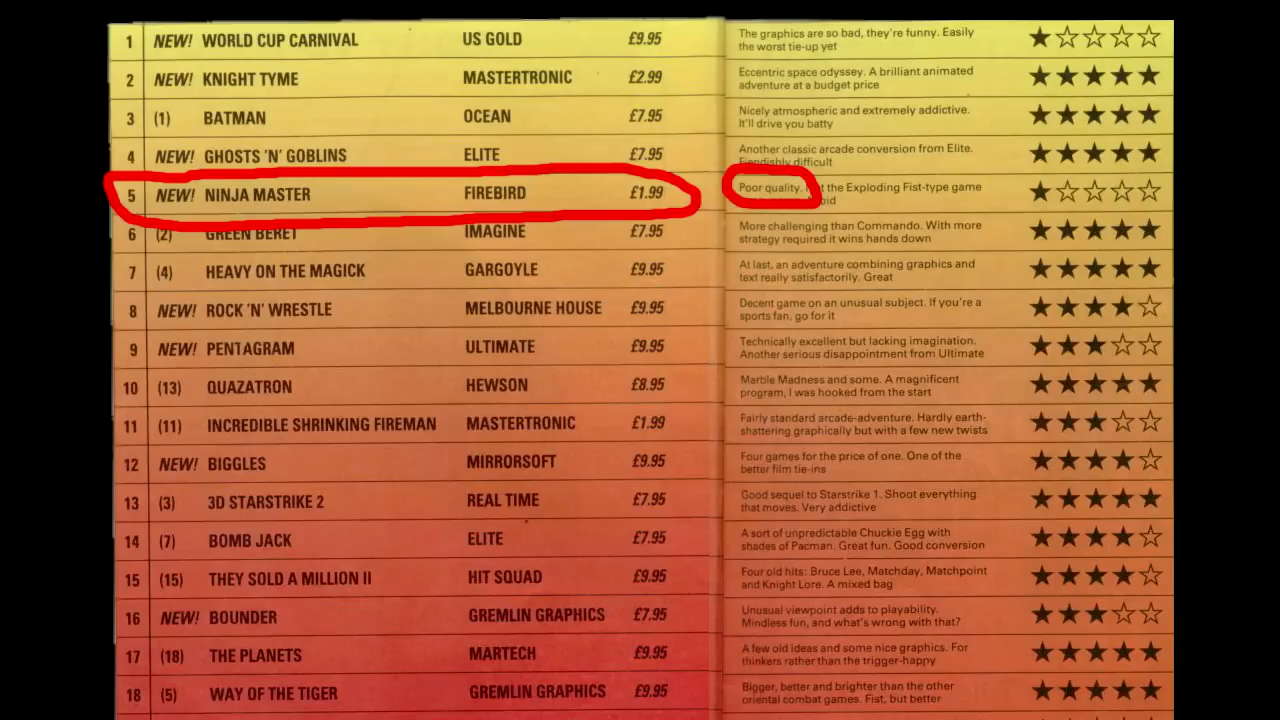 1 NEW! WORLD CUP CARNIVAL US GOLD £9.95 The graphics are so bad, they're funny. Easily
the worst tie-up yet
2 NEW! KNIGHT TYME MASTERTRONIC £2.99 Eccentric space odyssey. A brilliant animated
adventure at a budget price
3 (1) BATMAN OCEAN £7.95 Nicely atmospheric and extremely addictive.
It'll drive you batty
4 NEW! GHOSTS 'N' GOBLINS ELITE £7.95 Another classic arcade conversion from Elite.
Fiendishly difficult
5 NEW! NINJA MASTER FIREBIRD £1.99 Poor quality. the Exploding Fist-type game
6 (2) GREEN BERET IMAGINE £7.95 More challenging than Commando. With more
strategy required it wins hands down
7 (4) HEAVY ON THE MAGICK GARGOYLE £9.95 At last, an adventure combining graphics and
text really satisfactorily. Great
8 NEW! ROCK 'N' WRESTLE MELBOURNE HOUSE £9.95 Decent game on an unusual subject. If you're a
sports fan, go for it
9 NEW! PENTAGRAM ULTIMATE £9.95 Technically excellent but lacking imagination.
Another serious disappointment from Ultimate
10 (13) QUAZATRON HEWSON £8.95 Marble Madness and some. A magnificent
program, I was hooked from the start
11 (11) INCREDIBLE SHRINKING FIREMAN MASTERTRONIC £1.99 Fairly standard arcade-adventure. Hardly earth-
shattering graphically but with a few new twists
12 NEW! BIGGLES MIRRORSOFT £9.95 Four games for the price of one. One of the
better film tie-ins
13 (3) 3D STARSTRIKE 2 REAL TIME £7.95 Good sequel to Starstrike 1. Shoot everything
that moves. Very addictive
14 (7) BOMB JACK ELITE £7.95 A sort of unpredictable Chuckie Egg with
shades of Pacman. Great fun. Good conversion
15 (15) THEY SOLD A MILLION II HIT SQUAD £9.95 Four old hits: Bruce Lee, Matchday, Matchpoint
and Knight Lore. A mixed bag
16 NEW! BOUNDER GREMLIN GRAPHICS £7.95 Unusual viewpoint adds to playability.
Mindless fun, and what's wrong with that?
17 (18) THE PLANETS MARTECH £9.95 A few old ideas and some nice graphics. For
thinkers rather than the trigger-happy
18 (5) WAY OF THE TIGER GREMLIN GRAPHICS £9.95 Bigger, better and brighter than the other
oriental combat games. Fist, but better